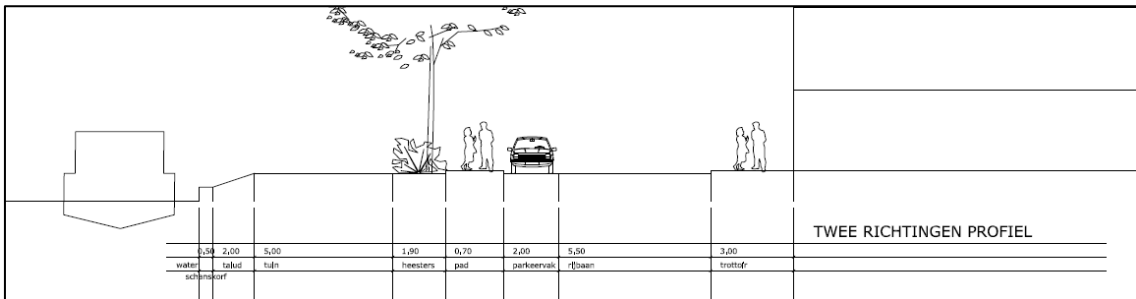 TWEE RICHTINGEN PROFIEL
0,50 2,00 5,00 1,90 0,70 2,00 5,50 3,00
water talud tuin heesters pad parkeervak rijbaan trottoir
schanskorf